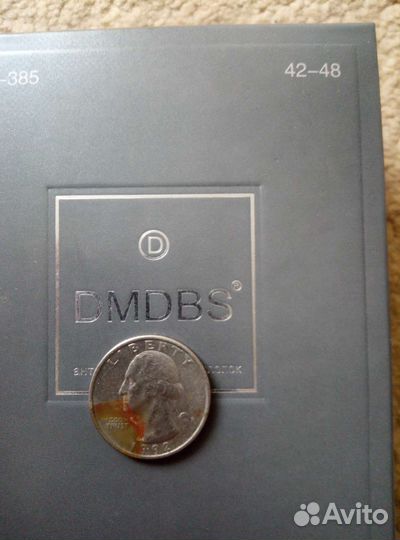 -385
42-48
D
DMDBS®
LIBERTY
TRUST
Avito